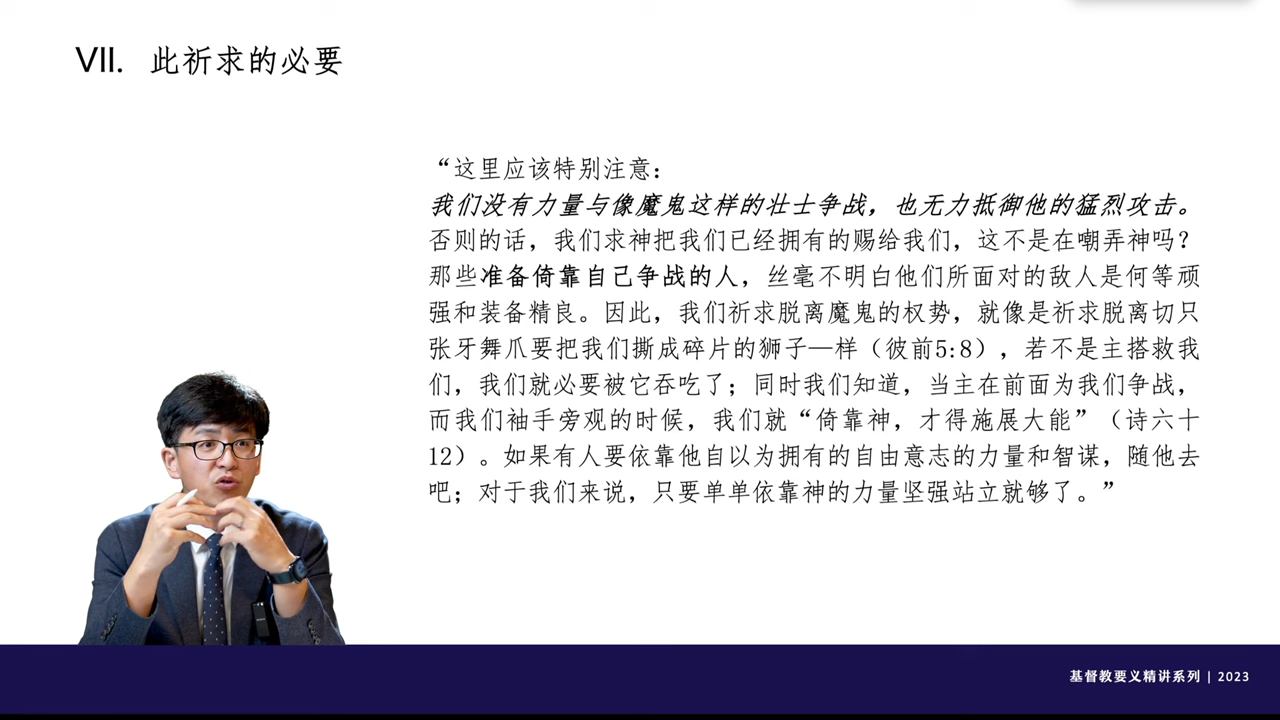 VII. 此祈求的必要
“这里应该特别注意：
我们没有力量与像魔鬼这样的壮士争战，也无力抵御他的猛烈攻击。
否则的话，我们求神把我们已经拥有的赐给我们，这不是在嘲弄神吗？
那些准备倚靠自己争战的人，丝毫不明白他们所面对的敌人是何等顽
强和装备精良。因此，我们祈求脱离魔鬼的权势，就像是祈求脱离切只
张牙舞爪要把我们撕成碎片的狮子—样（彼前5:8），若不是主搭救我
们，我们就必要被它吞吃了；同时我们知道，当主在前面为我们争战，
而我们袖手旁观的时候，我们就“倚靠神，才得施展大能”（诗六十
12）。如果有人要依靠他自以为拥有的自由意志的力量和智谋，随他去
吧；对于我们来说，只要单单依靠神的力量坚强站立就够了。”
基督教要义精讲系列 | 2023